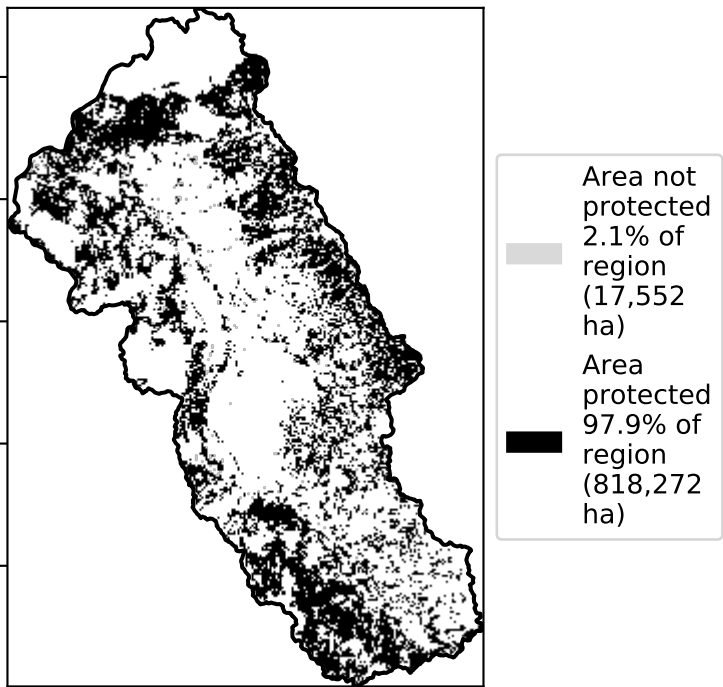 Area not
protected
2.1% of
region
(17,552
ha)
Area
protected
97.9% of
region
(818,272
ha)